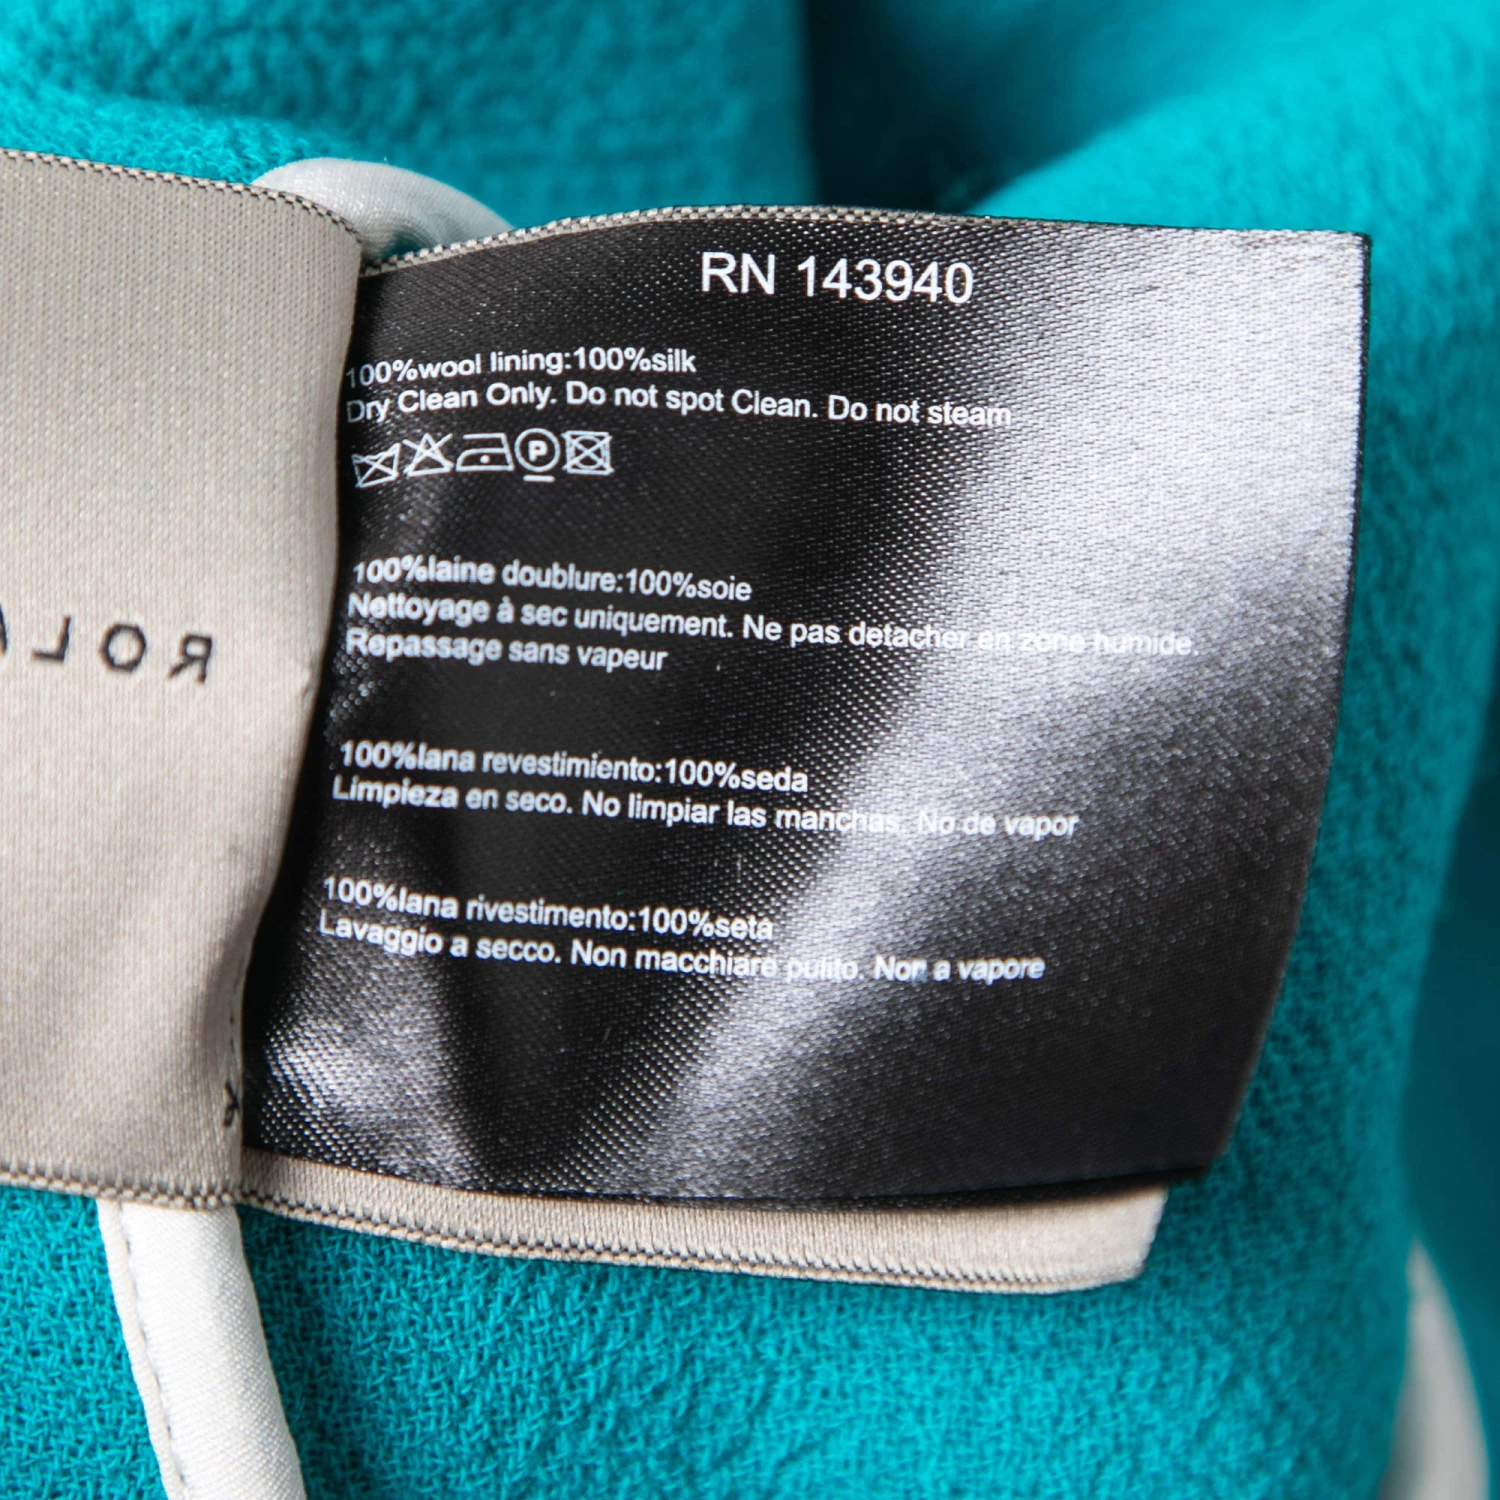 RN 143940
100%wool lining:100%silk
Dry Clean Only. Do not spot Clean. Do not steam
P
100%laine doublure:100%soie
Nettoyage à sec uniquement. Ne pas detacher en zone humide.
Repassage sans vapeur
100%lana revestimiento:100%seda
Limpieza en seco. No limpiar las manchas. No de vapor
100%lana rivestimento:100%seta
Lavaggio a secco. Non macchiare pulito. Non a vapore
ROLA